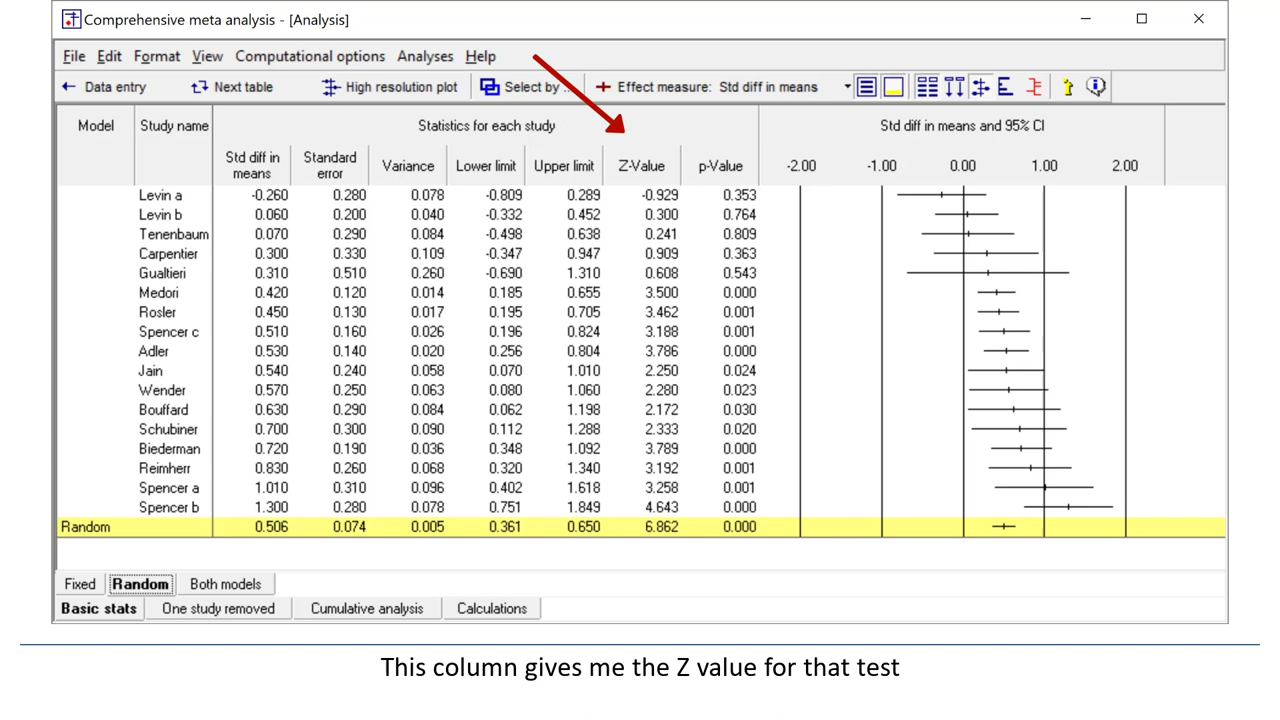 Comprehensive meta analysis - [Analysis]
File Edit Format View Computational options Analyses Help
Data entry Next table High resolution plot Select by ... Effect measure: Std diff in means
Model Study name Statistics for each study Std diff in means and 95% CI
Std diff in means Standard error Variance Lower limit Upper limit Z-Value p-Value -2.00 -1.00 0.00 1.00 2.00
Levin a -0.260 0.280 0.078 -0.809 0.289 -0.929 0.353
Levin b 0.060 0.200 0.040 -0.332 0.452 0.300 0.764
Tenenbaum 0.070 0.290 0.084 -0.498 0.638 0.241 0.809
Carpentier 0.300 0.330 0.109 -0.347 0.947 0.909 0.363
Gualtieri 0.310 0.510 0.260 -0.690 1.310 0.608 0.543
Medori 0.420 0.120 0.014 0.185 0.655 3.500 0.000
Rosler 0.450 0.130 0.017 0.195 0.705 3.462 0.001
Spencer c 0.510 0.160 0.026 0.196 0.824 3.188 0.001
Adler 0.530 0.140 0.020 0.256 0.804 3.786 0.000
Jain 0.540 0.240 0.058 0.070 1.010 2.250 0.024
Wender 0.570 0.250 0.063 0.080 1.060 2.280 0.023
Bouffard 0.630 0.290 0.084 0.062 1.198 2.172 0.030
Schubiner 0.700 0.300 0.090 0.112 1.288 2.333 0.020
Biederman 0.720 0.190 0.036 0.348 1.092 3.789 0.000
Reimherr 0.830 0.260 0.068 0.320 1.340 3.192 0.001
Spencer a 1.010 0.310 0.096 0.402 1.618 3.258 0.001
Spencer b 1.300 0.280 0.078 0.751 1.849 4.643 0.000
Random 0.506 0.074 0.005 0.361 0.650 6.862 0.000
Fixed Random Both models
Basic stats One study removed Cumulative analysis Calculations
This column gives me the Z value for that test